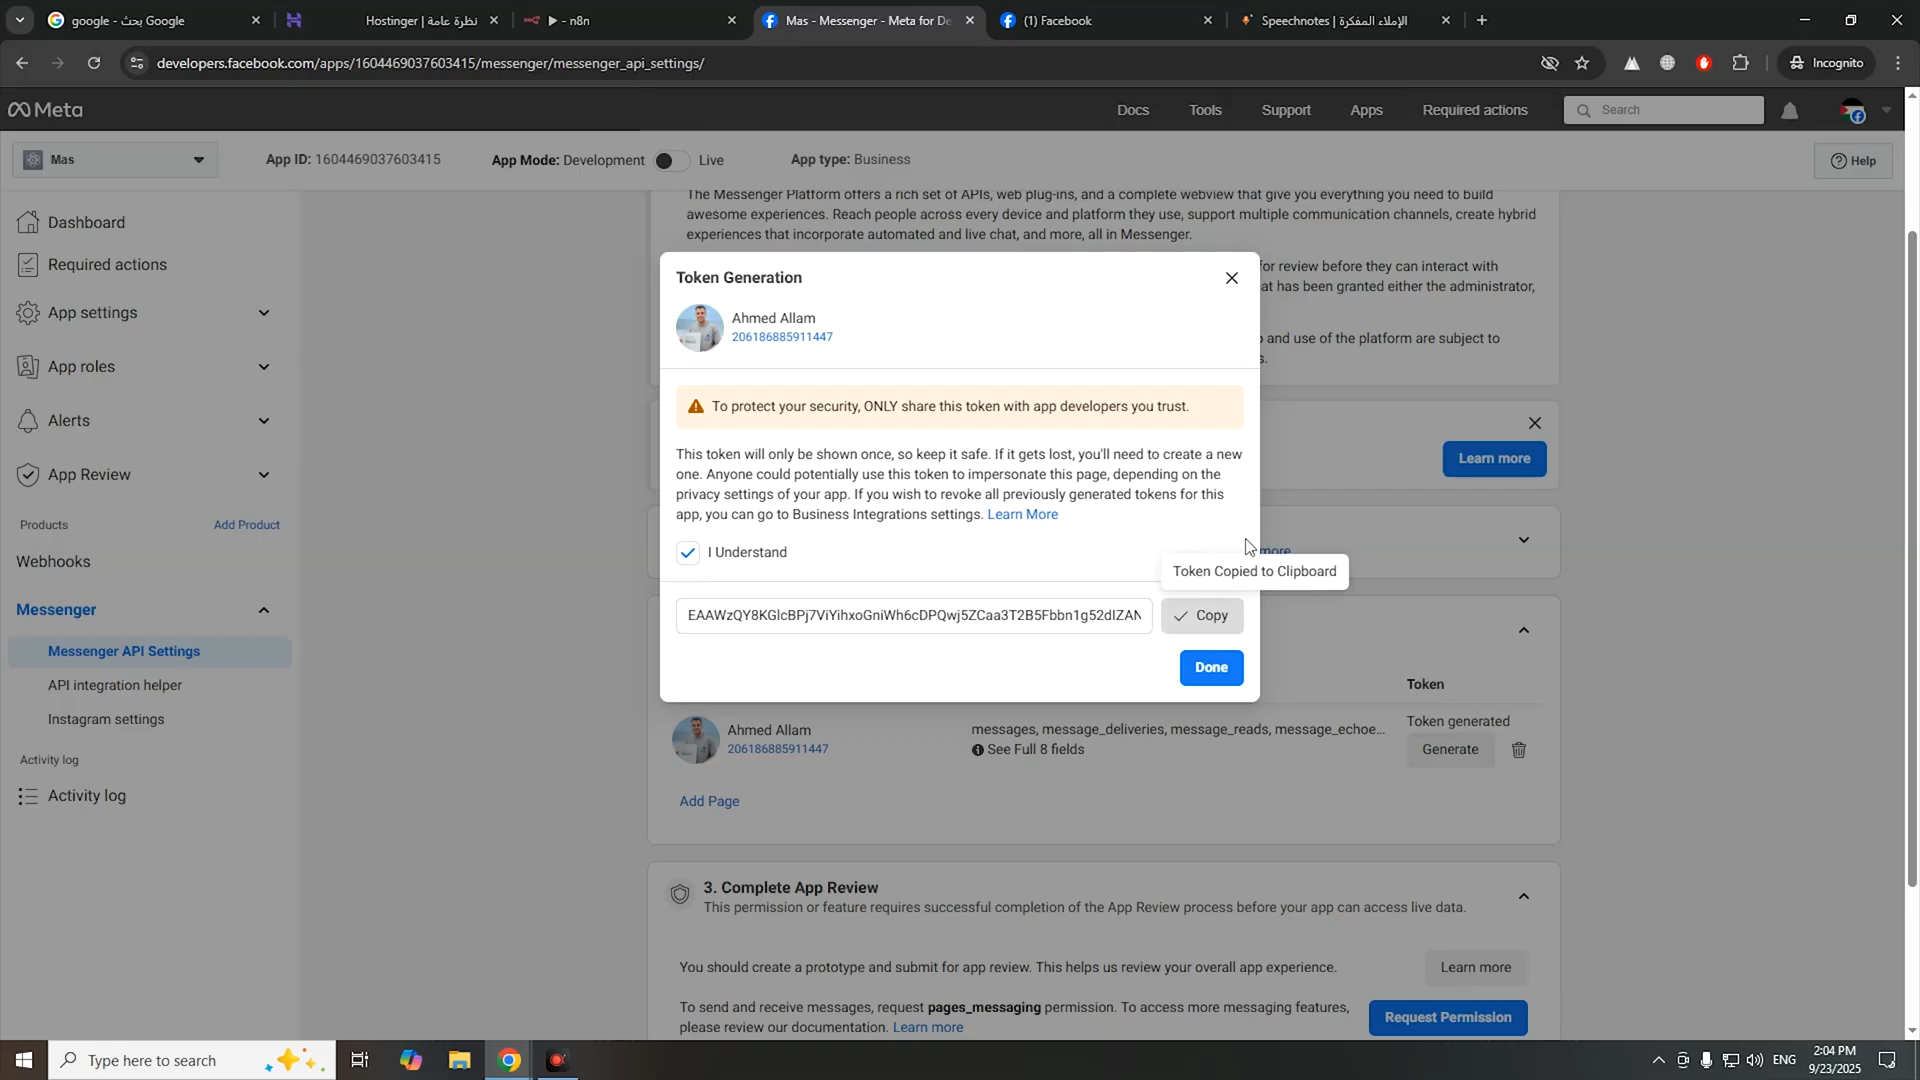 google - بحث Google
Hostinger | نظرة عامة
▶ - n8n
Mas - Messenger - Meta for De
(1) Facebook
Speechnotes | الإملاء المفكرة
developers.facebook.com/apps/1604469037603415/messenger/messenger_api_settings/
Incognito
Meta
Docs
Tools
Support
Apps
Required actions
Search
Mas
App ID: 1604469037603415
App Mode: Development
Live
App type: Business
Help
Dashboard
Required actions
App settings
App roles
Alerts
App Review
Products
Add Product
Webhooks
Messenger
Messenger API Settings
API integration helper
Instagram settings
Activity log
Activity log
The Messenger Platform offers a rich set of APIs, web plug-ins, and a complete webview that give you everything you need to build
awesome experiences. Reach people across every device and platform they use, support multiple communication channels, create hybrid
experiences that incorporate automated and live chat, and more, all in Messenger.
for review before they can interact with
at has been granted either the administrator,
o and use of the platform are subject to
s.
Learn more
more
Token Generation
Ahmed Allam
206186885911447
To protect your security, ONLY share this token with app developers you trust.
This token will only be shown once, so keep it safe. If it gets lost, you'll need to create a new
one. Anyone could potentially use this token to impersonate this page, depending on the
privacy settings of your app. If you wish to revoke all previously generated tokens for this
app, you can go to Business Integrations settings. Learn More
I Understand
Token Copied to Clipboard
EAAWzQY8KGlcBPj7ViYihxoGniWh6cDPQwj5ZCaa3T2B5Fbbn1g52dIZAN
Copy
Done
Token
Ahmed Allam
206186885911447
messages, message_deliveries, message_reads, message_echoe...
See Full 8 fields
Token generated
Generate
Add Page
3. Complete App Review
This permission or feature requires successful completion of the App Review process before your app can access live data.
You should create a prototype and submit for app review. This helps us review your overall app experience.
Learn more
To send and receive messages, request pages_messaging permission. To access more messaging features,
please review our documentation. Learn more
Request Permission
Type here to search
ENG
2:04 PM
9/23/2025